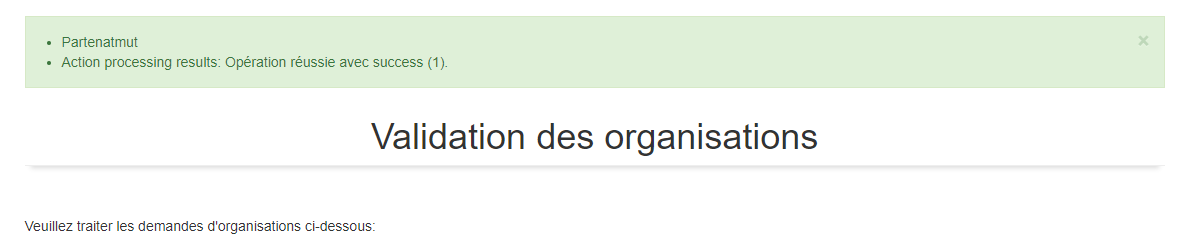 Partenatmut
×
Action processing results: Opération réussie avec success (1).
Validation des organisations
Veuillez traiter les demandes d'organisations ci-dessous: